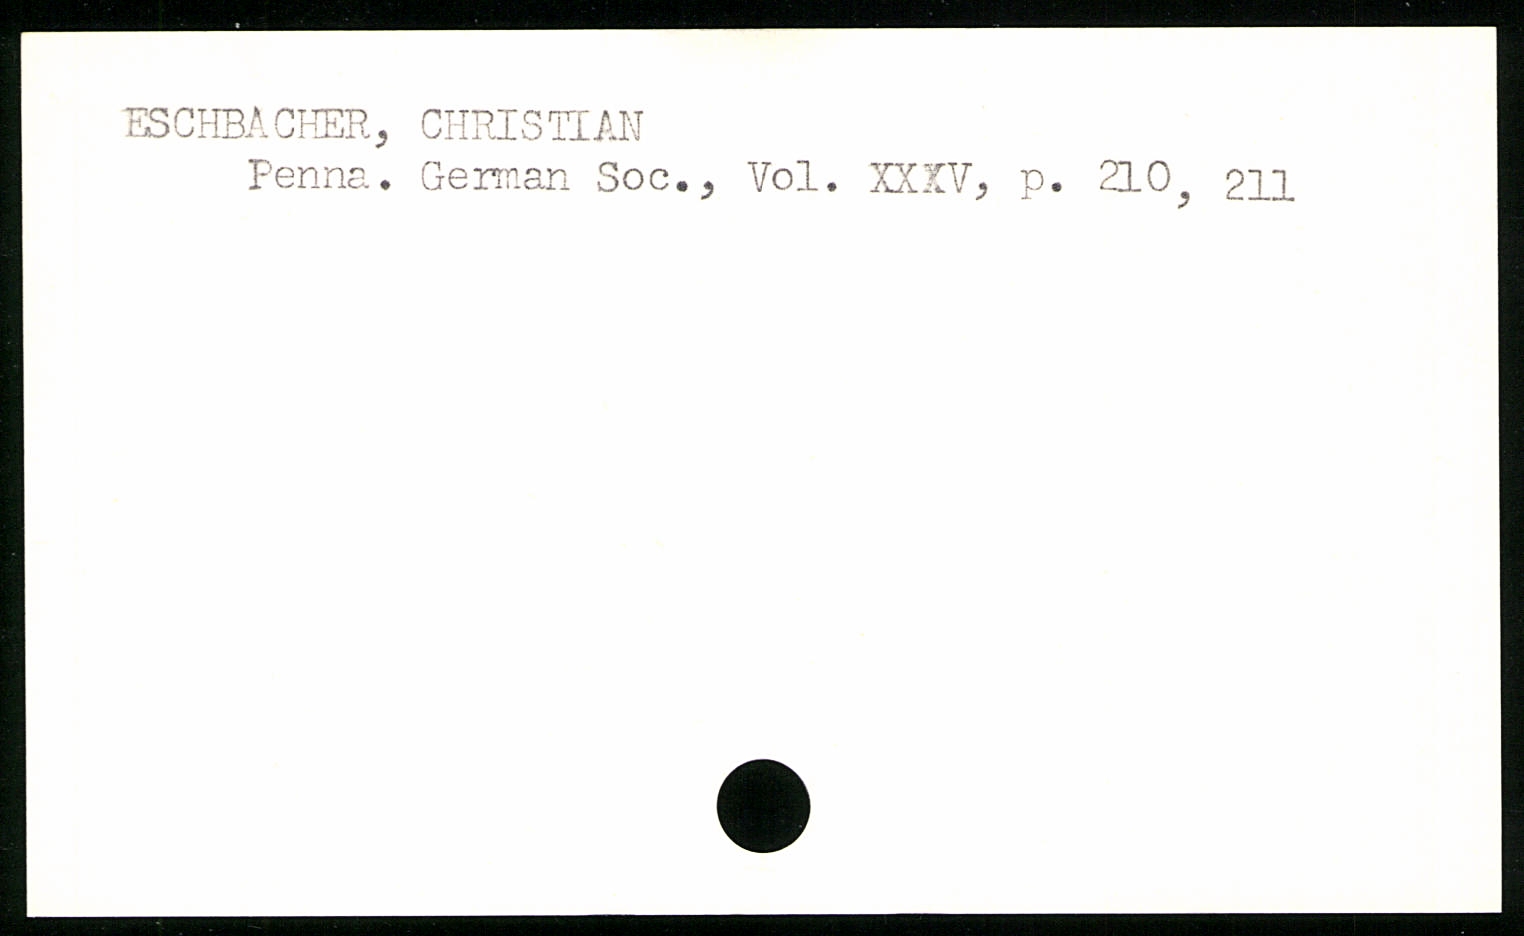 ESCHBACHER, CHRISTIAN
Penna. German Soc., Vol. XXXV, p. 210, 211